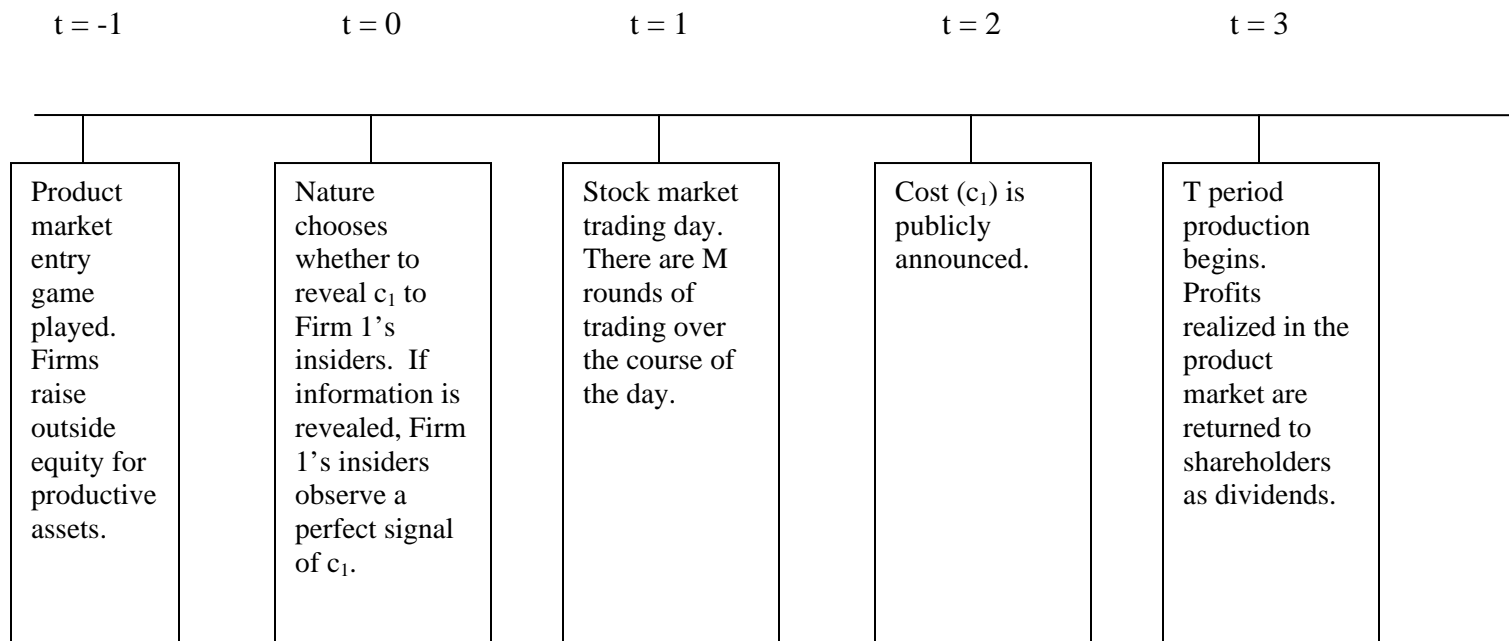 t = -1
t = 0
t = 1
t = 2
t = 3
Product
market
entry
game
played.
Firms
raise
outside
equity for
productive
assets.
Nature
chooses
whether to
reveal c₁ to
Firm 1’s
insiders. If
information is
revealed, Firm
1’s insiders
observe a
perfect signal
of c₁.
Stock market
trading day.
There are M
rounds of
trading over
the course of
the day.
Cost (c₁) is
publicly
announced.
T period
production
begins.
Profits
realized in the
product
market are
returned to
shareholders
as dividends.